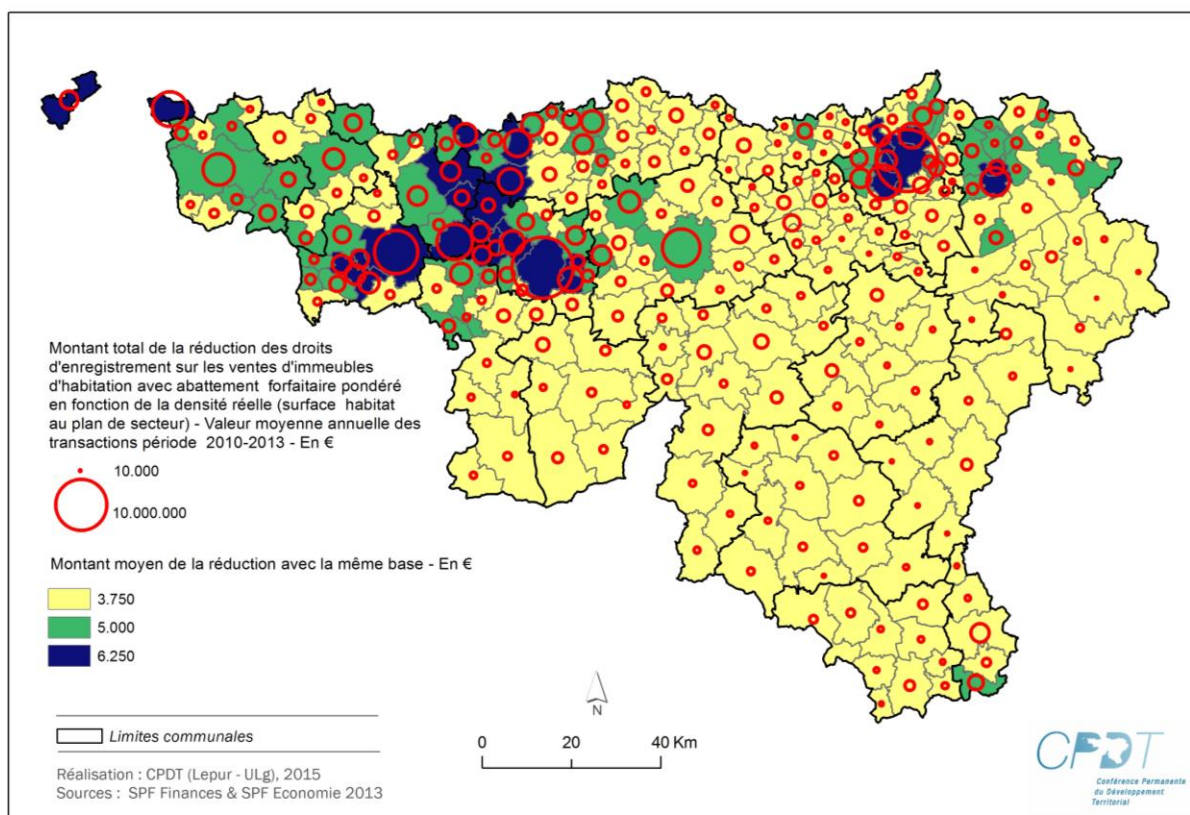 Montant total de la réduction des droits
d'enregistrement sur les ventes d'immeubles
d'habitation avec abattement forfaitaire pondéré
en fonction de la densité réelle (surface habitat
au plan de secteur) - Valeur moyenne annuelle des
transactions période 2010-2013 - En €
10.000
10.000.000
Montant moyen de la réduction avec la même base - En €
3.750
5.000
6.250
Limites communales
Réalisation : CPDT (Lepur - ULg), 2015
Sources : SPF Finances & SPF Economie 2013
N
0 20 40 Km
CPDT
Conférence Permanente
du Développement
Territorial